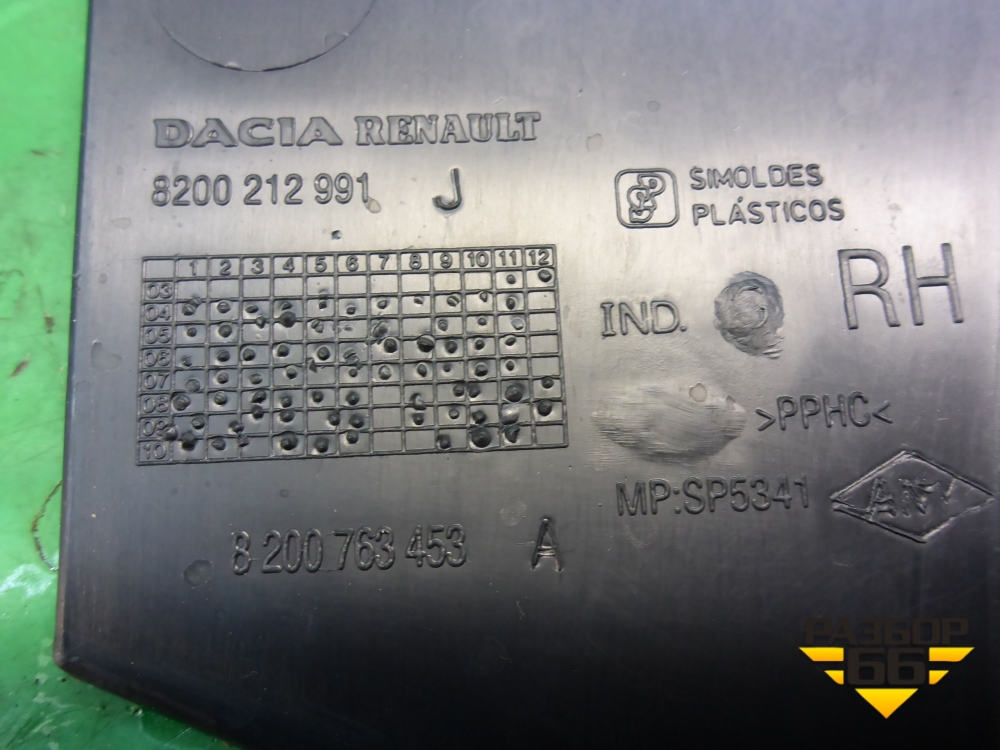 DACIA RENAULT
8200 212 991 J
SIMOLDES
PLÁSTICOS
1 2 3 4 5 6 7 8 9 10 11 12
03
04
05
06
07
08
09
10
IND.
RH
>PPHC<
MP:SP5341
8 200 763 453 A
РАЗБОР
66